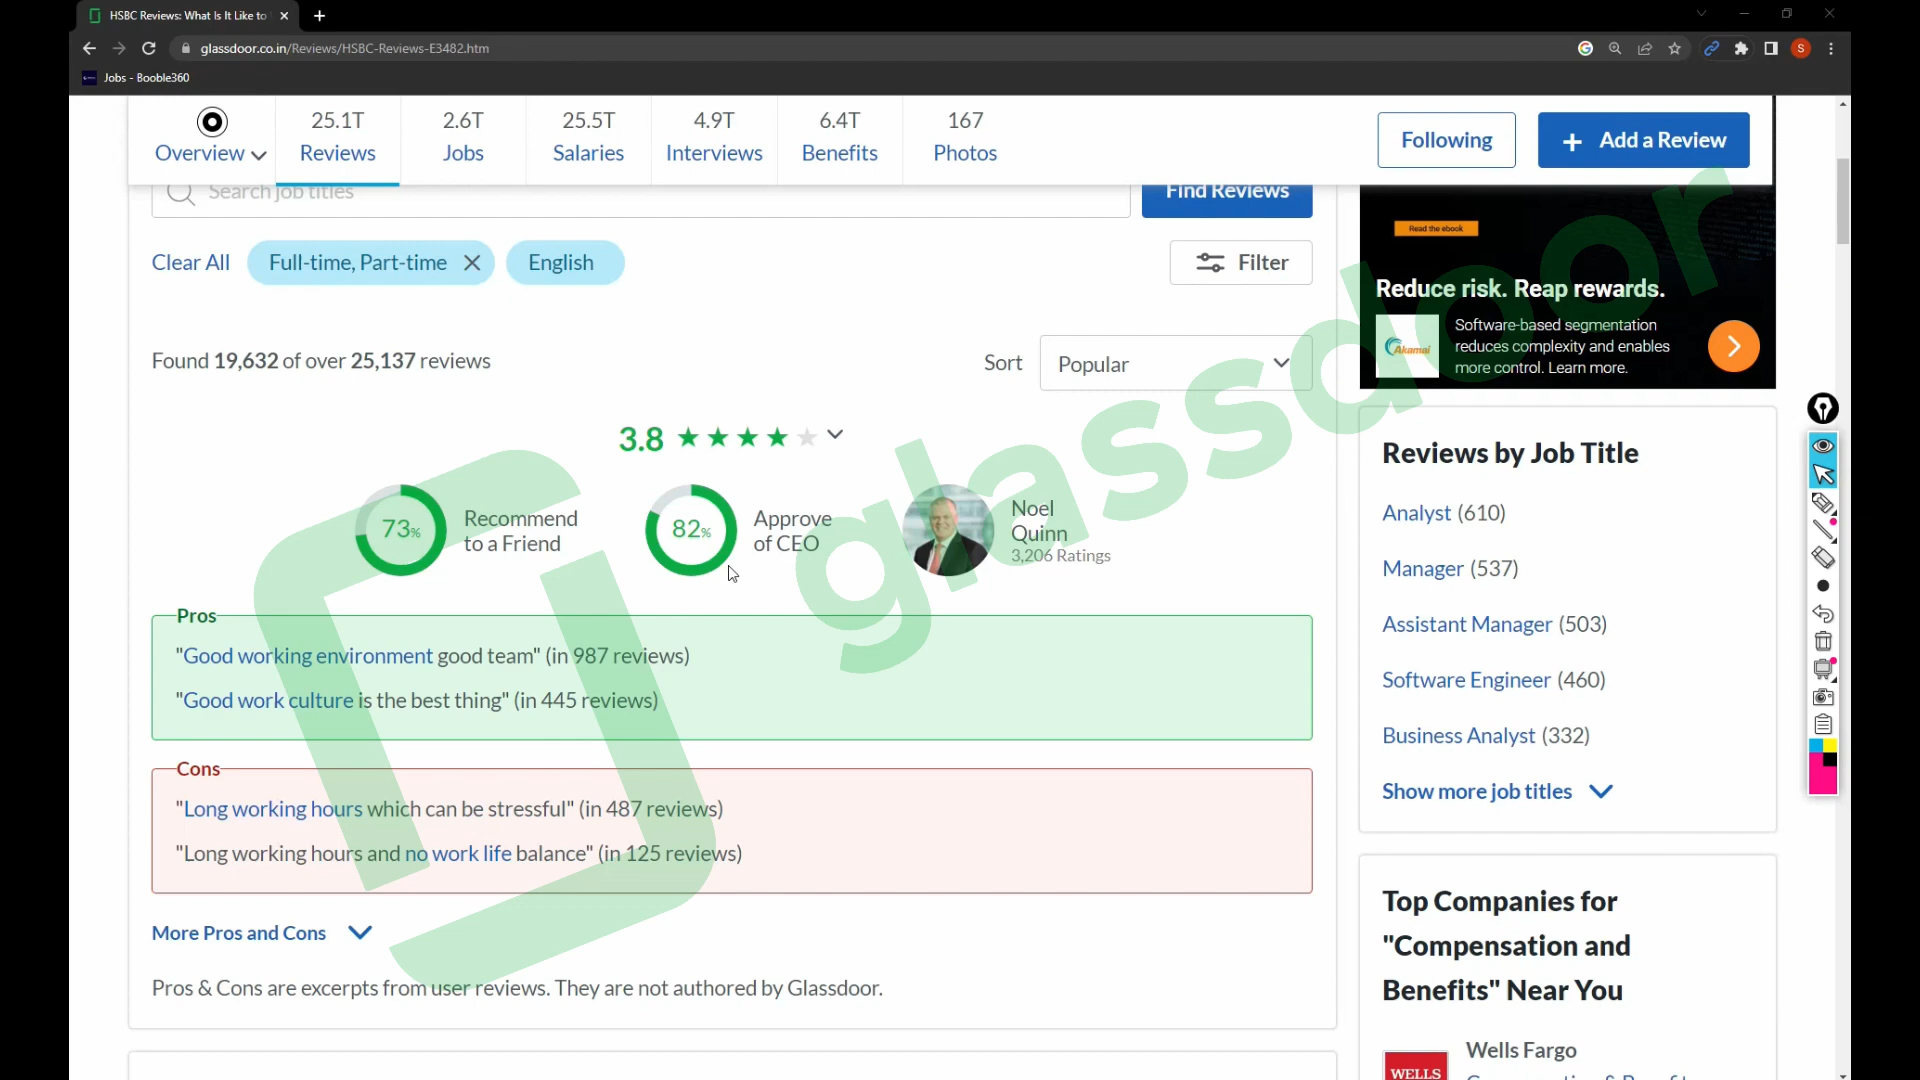 HSBC Reviews: What Is It Like to
glassdoor.co.in/Reviews/HSBC-Reviews-E3482.htm
S
Jobs - Booble360
Overview
25.1T
Reviews
2.6T
Jobs
25.5T
Salaries
4.9T
Interviews
6.4T
Benefits
167
Photos
Following
+ Add a Review
Search job titles
Find Reviews
Clear All
Full-time, Part-time
English
Filter
Found 19,632 of over 25,137 reviews
Sort
Popular
3.8
73%
Recommend
to a Friend
82%
Approve
of CEO
Noel
Quinn
3,206 Ratings
Pros
"Good working environment good team" (in 987 reviews)
"Good work culture is the best thing" (in 445 reviews)
Cons
"Long working hours which can be stressful" (in 487 reviews)
"Long working hours and no work life balance" (in 125 reviews)
More Pros and Cons
Pros & Cons are excerpts from user reviews. They are not authored by Glassdoor.
glassdoor
Read the ebook
Reduce risk. Reap rewards.
Akamai
Software-based segmentation
reduces complexity and enables
more control. Learn more.
Reviews by Job Title
Analyst (610)
Manager (537)
Assistant Manager (503)
Software Engineer (460)
Business Analyst (332)
Show more job titles
Top Companies for
"Compensation and
Benefits" Near You
WELLS
Wells Fargo